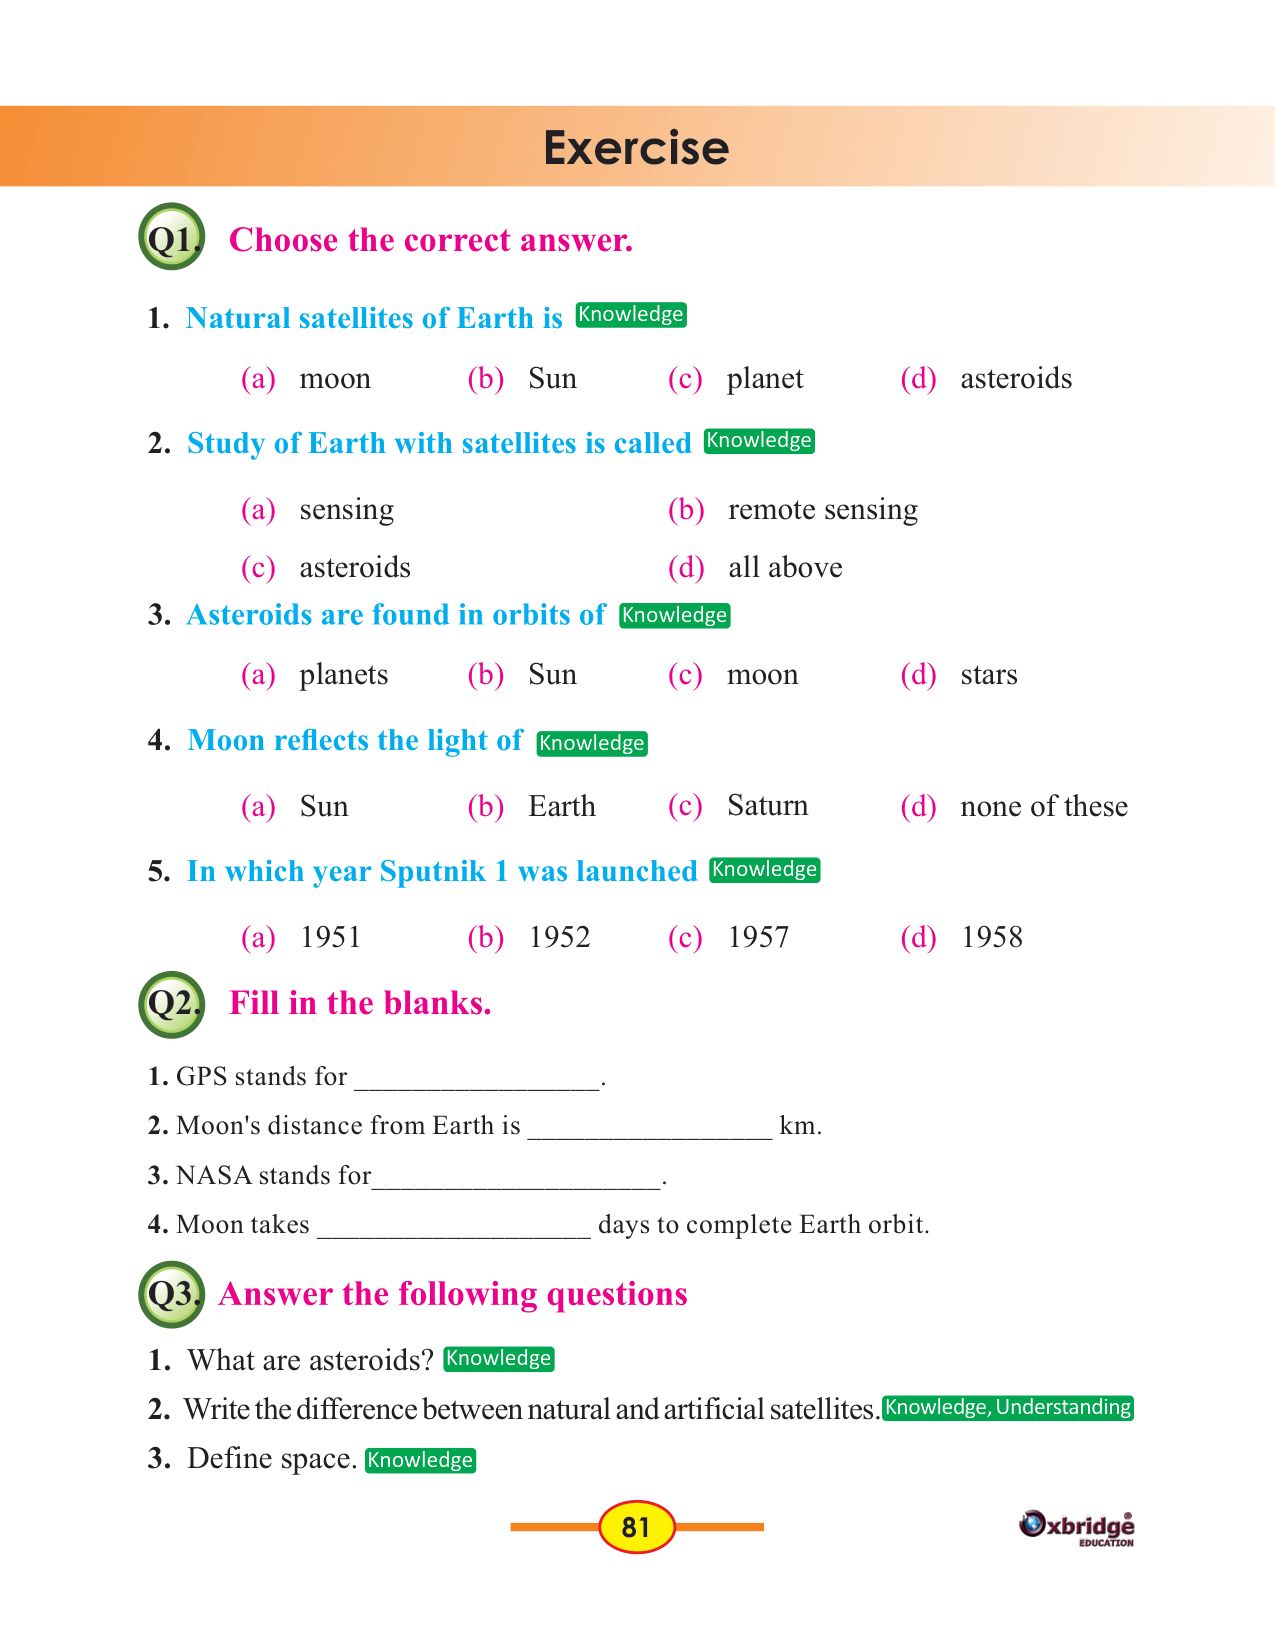 Exercise
Q1. Choose the correct answer.
1. Natural satellites of Earth is Knowledge
(a) moon (b) Sun (c) planet (d) asteroids
2. Study of Earth with satellites is called Knowledge
(a) sensing (b) remote sensing
(c) asteroids (d) all above
3. Asteroids are found in orbits of Knowledge
(a) planets (b) Sun (c) moon (d) stars
4. Moon reflects the light of Knowledge
(a) Sun (b) Earth (c) Saturn (d) none of these
5. In which year Sputnik 1 was launched Knowledge
(a) 1951 (b) 1952 (c) 1957 (d) 1958
Q2. Fill in the blanks.
1. GPS stands for _________________.
2. Moon's distance from Earth is _________________ km.
3. NASA stands for____________________.
4. Moon takes ___________________ days to complete Earth orbit.
Q3. Answer the following questions
1. What are asteroids? Knowledge
2. Write the difference between natural and artificial satellites. Knowledge, Understanding
3. Define space. Knowledge
81
Oxbridge®
EDUCATION